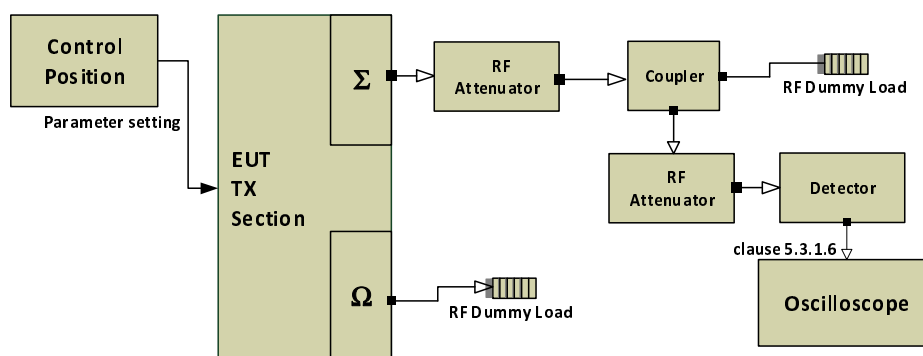 Control
Position
Parameter setting
EUT
TX
Section
Σ
Ω
RF
Attenuator
Coupler
RF Dummy Load
RF
Attenuator
Detector
clause 5.3.1.6
Oscilloscope
RF Dummy Load